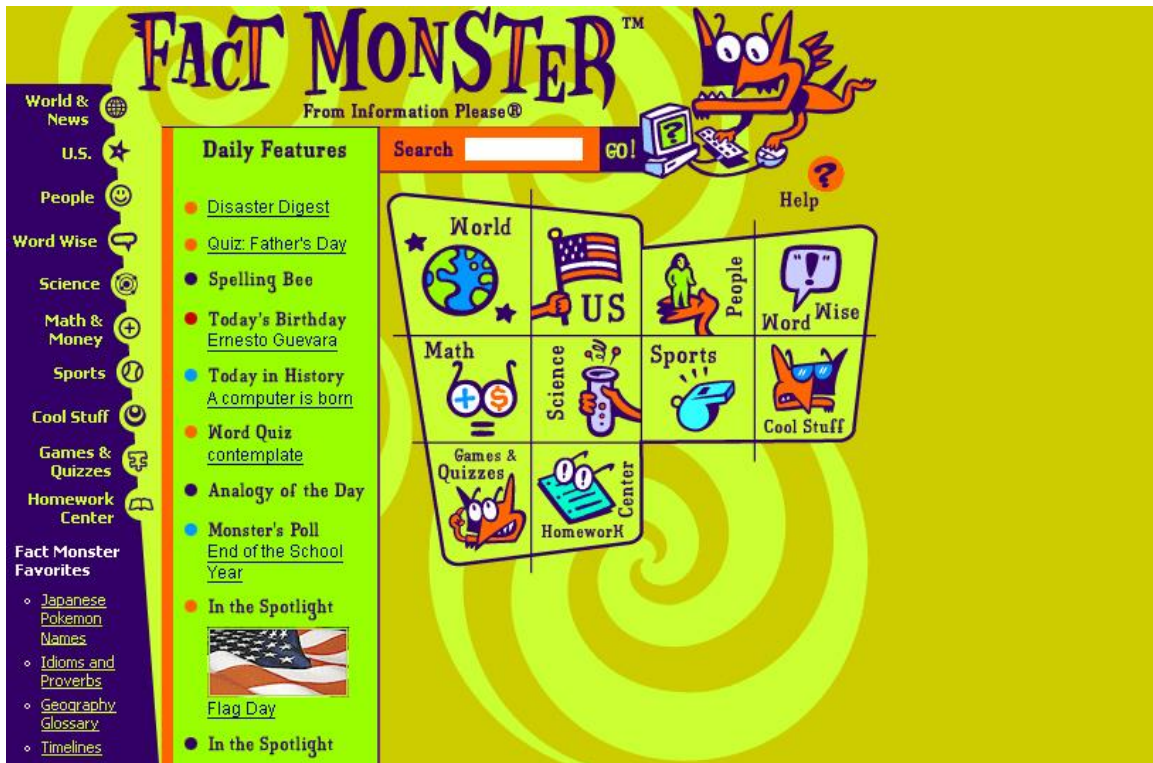 FACT MONSTER™
From Information Please®
World &
News
U.S.
People
Word Wise
Science
Math &
Money
Sports
Cool Stuff
Games &
Quizzes
Homework
Center
Fact Monster
Favorites
Japanese
Pokemon
Names
Idioms and
Proverbs
Geography
Glossary
Timelines
Daily Features
Disaster Digest
Quiz: Father's Day
Spelling Bee
Today's Birthday
Ernesto Guevara
Today in History
A computer is born
Word Quiz
contemplate
Analogy of the Day
Monster's Poll
End of the School
Year
In the Spotlight
Flag Day
In the Spotlight
Search
GO!
?
?
Help
World
US
People
"!"
Word Wise
Math
+ $
=
Science
Sports
Cool Stuff
Games &
Quizzes
Homework Center